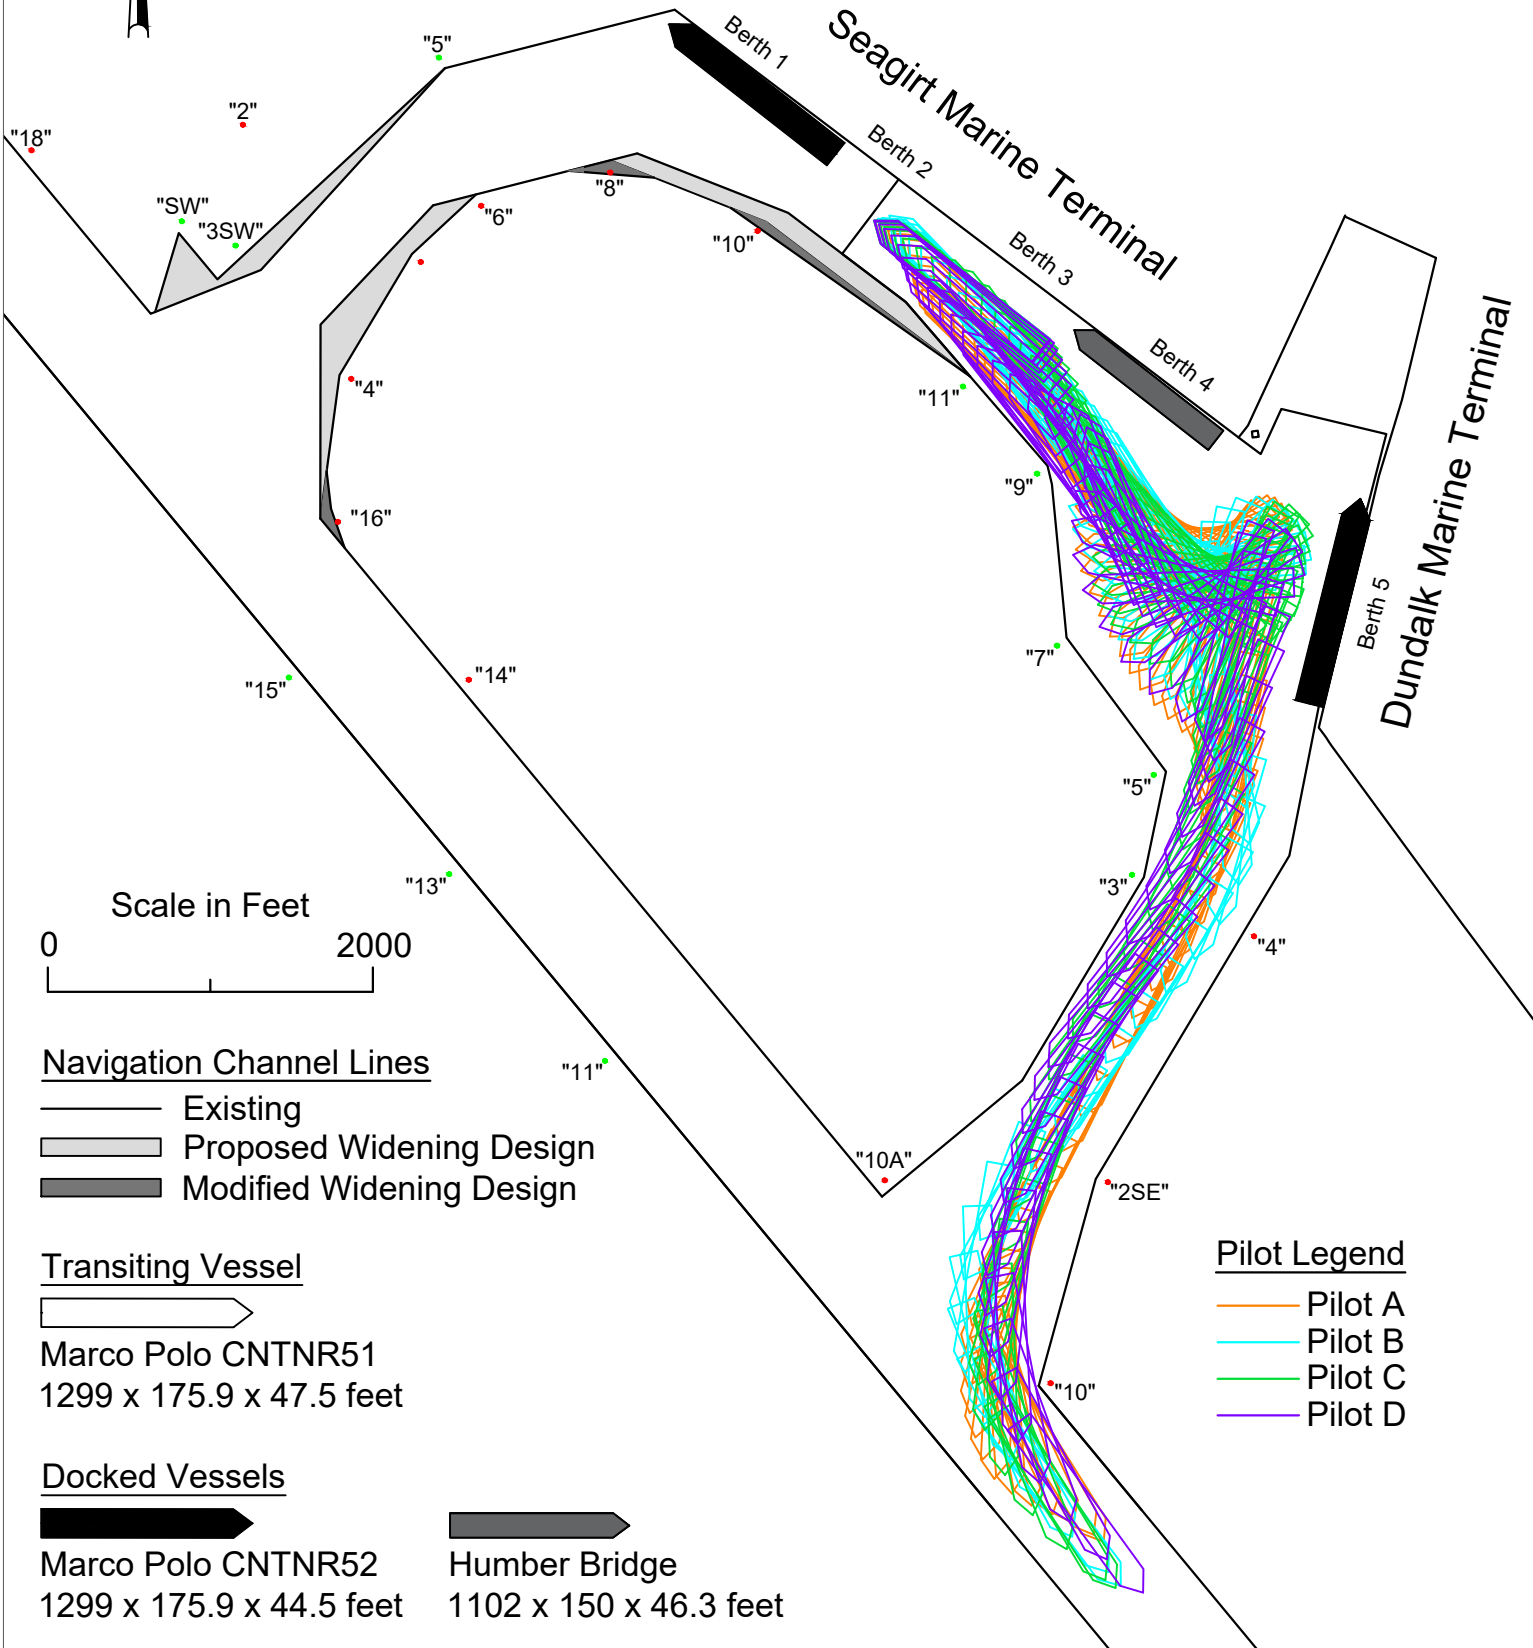 "5"
Berth 1
Seagirt Marine Terminal
"2"
"18"
Berth 2
"SW"
"3SW"
"8"
"6"
"10"
Berth 3
Berth 4
Dundalk Marine Terminal
"4"
"11"
"9"
"16"
Berth 5
"7"
"14"
"15"
"5"
"13"
"3"
"4"
Scale in Feet
0 2000
"11"
Navigation Channel Lines
Existing
Proposed Widening Design
Modified Widening Design
"10A"
"2SE"
Transiting Vessel
Marco Polo CNTNR51
1299 x 175.9 x 47.5 feet
Pilot Legend
Pilot A
Pilot B
Pilot C
Pilot D
"10"
Docked Vessels
Marco Polo CNTNR52
1299 x 175.9 x 44.5 feet
Humber Bridge
1102 x 150 x 46.3 feet